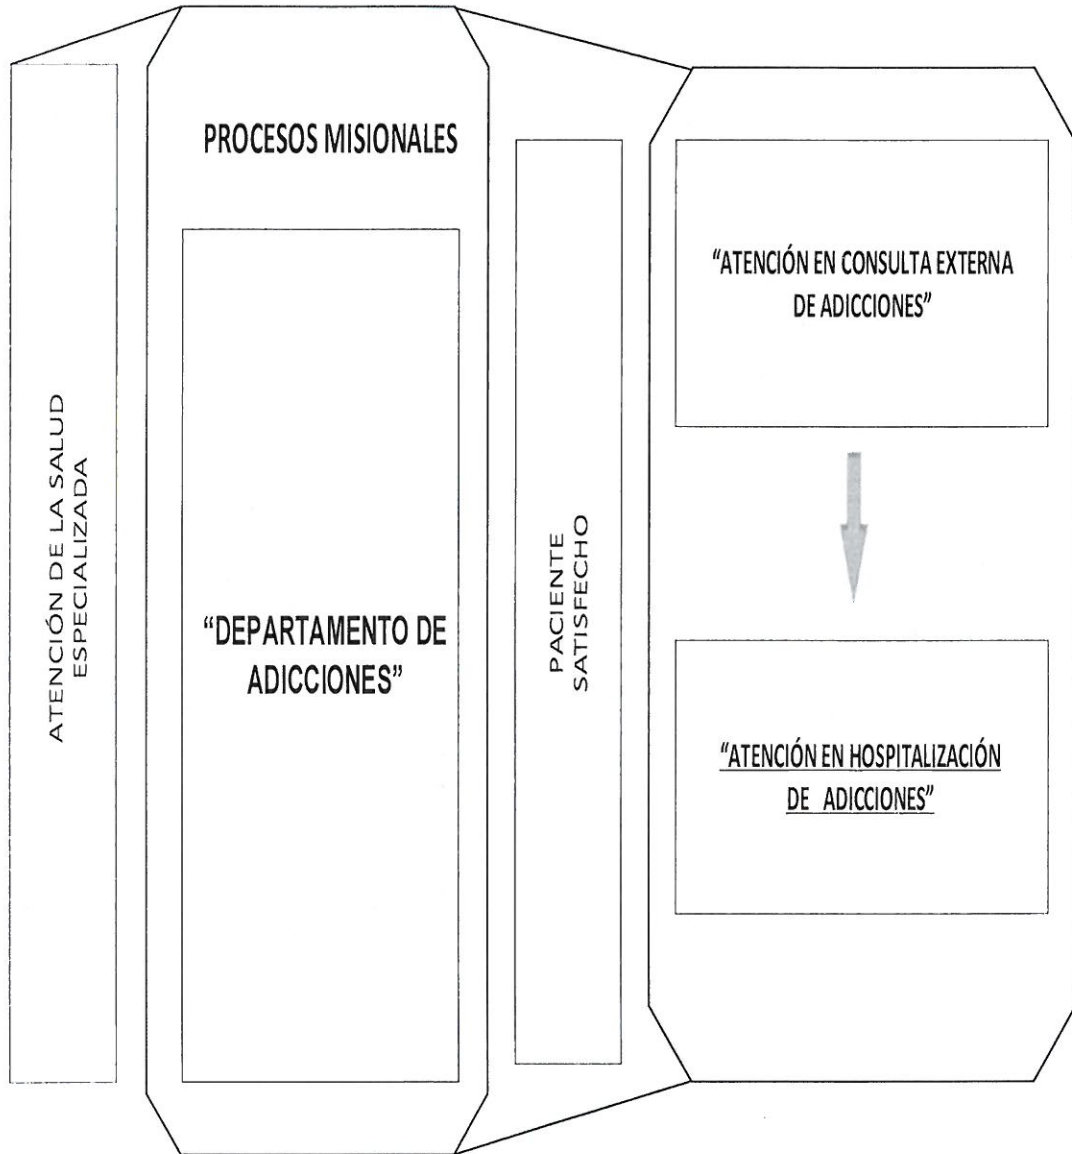 PROCESOS MISIONALES
ATENCIÓN DE LA SALUD
ESPECIALIZADA
“DEPARTAMENTO DE
ADICCIONES”
PACIENTE
SATISFECHO
“ATENCIÓN EN CONSULTA EXTERNA
DE ADICCIONES”
“ATENCIÓN EN HOSPITALIZACIÓN
DE ADICCIONES”